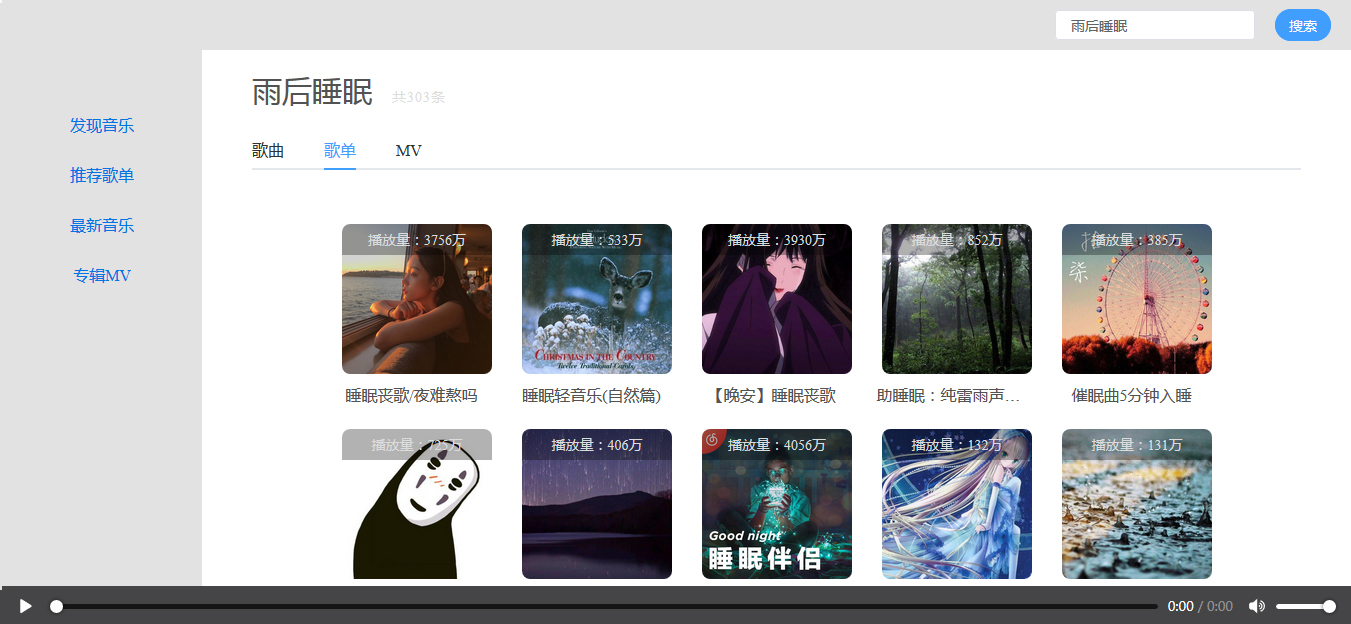 雨后睡眠
搜索
发现音乐
推荐歌单
最新音乐
专辑MV
雨后睡眠 共303条
歌曲 歌单 MV
播放量：3756万
播放量：533万
播放量：3930万
播放量：852万
播放量：385万
柒
CHRISTMAS IN THE COUNTRY
Twelve Traditional Carols
睡眠丧歌/夜难熬吗
睡眠轻音乐(自然篇)
【晚安】睡眠丧歌
助睡眠：纯雷雨声…
催眠曲5分钟入睡
播放量：725万
播放量：406万
播放量：4056万
播放量：132万
播放量：131万
Good night
睡眠伴侣
0:00 / 0:00